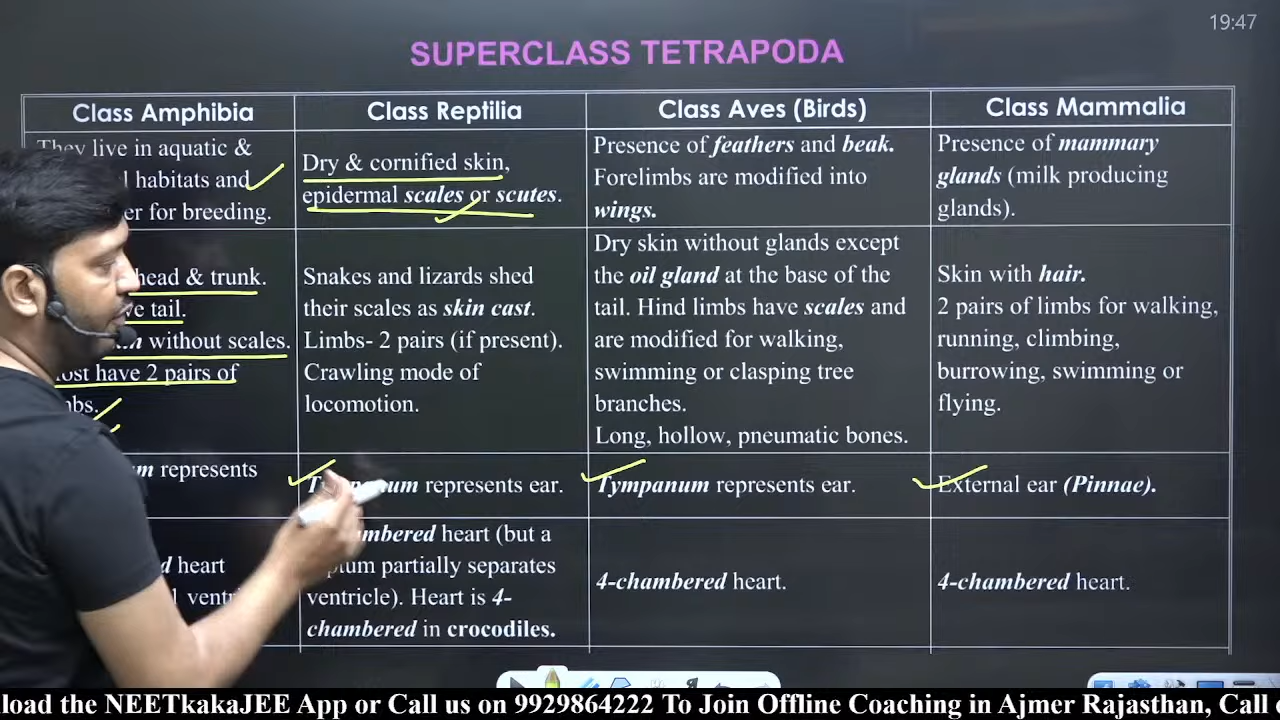 19:47
SUPERCLASS TETRAPODA
Class Amphibia
Class Reptilia
Class Aves (Birds)
Class Mammalia
They live in aquatic &
habitats and
for breeding.
Dry & cornified skin,
epidermal scales or scutes.
Presence of feathers and beak.
Forelimbs are modified into
wings.
Presence of mammary
glands (milk producing
glands).
head & trunk.
tail.
without scales.
have 2 pairs of
Snakes and lizards shed
their scales as skin cast.
Limbs- 2 pairs (if present).
Crawling mode of
locomotion.
Dry skin without glands except
the oil gland at the base of the
tail. Hind limbs have scales and
are modified for walking,
swimming or clasping tree
branches.
Long, hollow, pneumatic bones.
Skin with hair.
2 pairs of limbs for walking,
running, climbing,
burrowing, swimming or
flying.
represents
Tympanum represents ear.
Tympanum represents ear.
External ear (Pinnae).
heart
heart (but a
partially separates
ventricle). Heart is 4-
chambered in crocodiles.
4-chambered heart.
4-chambered heart.
load the NEETkakaJEE App or Call us on 9929864222 To Join Offline Coaching in Ajmer Rajasthan, Call